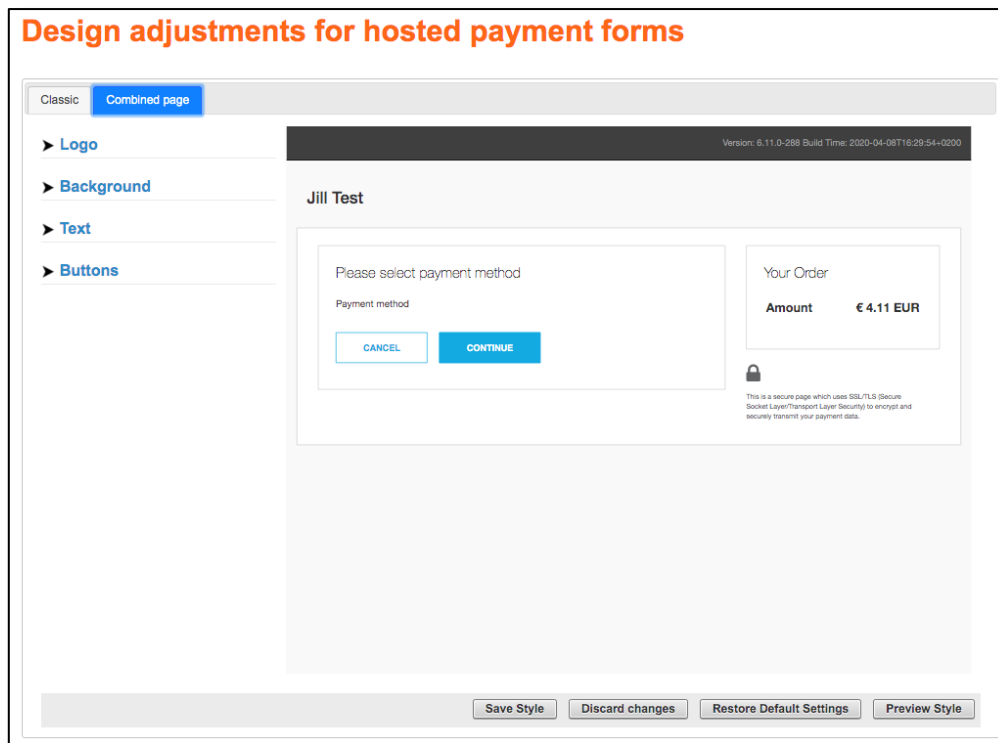 Design adjustments for hosted payment forms
Classic
Combined page
Logo
Background
Text
Buttons
Version: 6.11.0-288 Build Time: 2020-04-08T16:29:54+0200
Jill Test
Please select payment method
Payment method
CANCEL
CONTINUE
Your Order
Amount € 4.11 EUR
This is a secure page which uses SSL/TLS (Secure
Socket Layer/Transport Layer Security) to encrypt and
securely transmit your payment data.
Save Style
Discard changes
Restore Default Settings
Preview Style